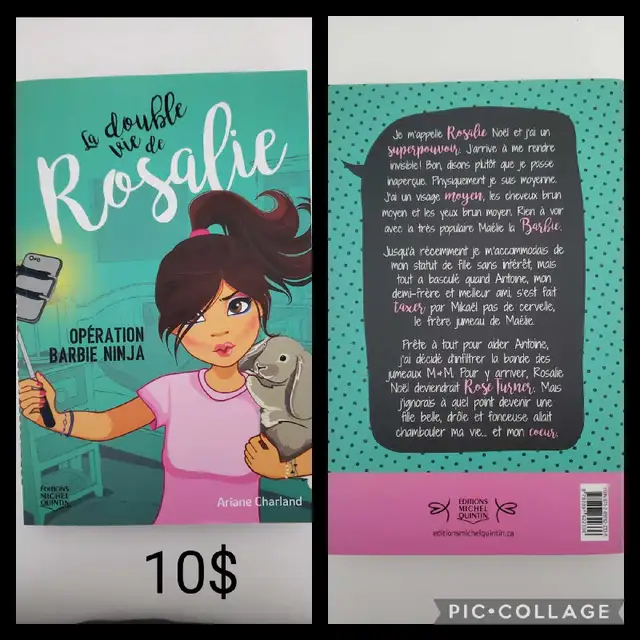 La double
vie de
Rosalie
OPÉRATION
BARBIE NINJA
ÉDITIONS
MICHEL
QUINTIN
Ariane Charland
10$
Je m'appelle Rosalie Noël et j'ai un
superpouvoir. J'arrive à me rendre
invisible! Bon, disons plutôt que je passe
inaperçue. Physiquement je suis moyenne.
J'ai un visage moyen, les cheveux brun
moyen et les yeux brun moyen. Rien à voir
avec la très populaire Maélie la Barbie.
Jusqu'à récemment je m'accommodais de
mon statut de fille sans intérêt, mais
tout a basculé quand Antoine, mon
demi-frère et meilleur ami, s'est fait
taxer par Mikaël pas de cervelle,
le frère jumeau de Maélie.
Prête à tout pour aider Antoine,
j'ai décidé d'infiltrer la bande des
jumeaux M+M. Pour y arriver, Rosalie
Noël deviendrait Rose Turner. Mais
j'ignorais à quel point devenir une
fille belle, drôle et fonceuse allait
chambouler ma vie... et mon coeur.
ÉDITIONS
MICHEL
QUINTIN
editionsmichelquintin.ca
PIC•COLLAGE